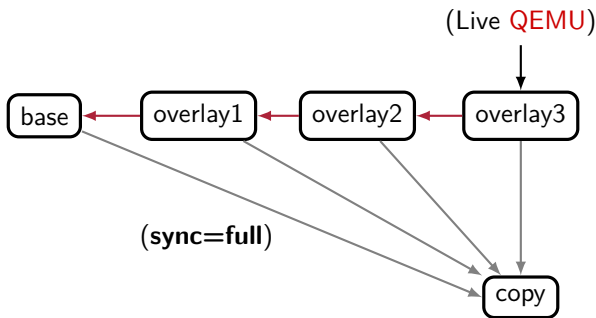 (Live QEMU)
base
overlay1
overlay2
overlay3
(sync=full)
copy